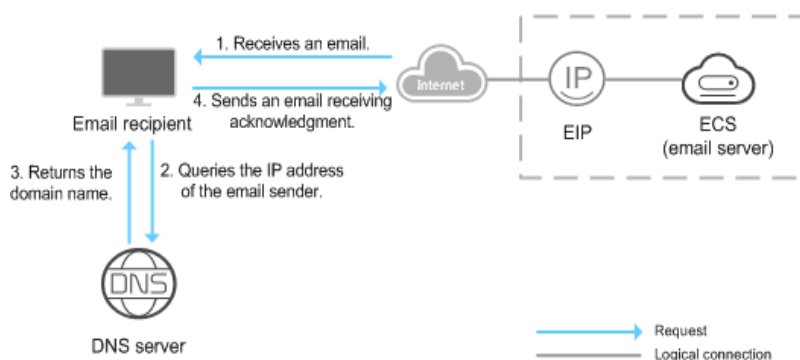 1. Receives an email.
Internet
4. Sends an email receiving
acknowledgment.
Email recipient
IP
EIP
ECS
(email server)
3. Returns the
domain name.
2. Queries the IP address
of the email sender.
DNS
DNS server
Request
Logical connection